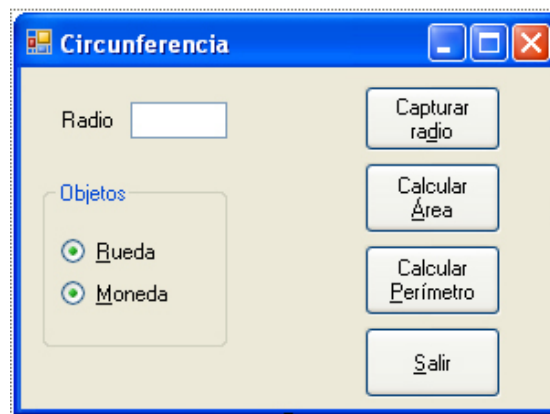 Circunferencia
Radio
Capturar
radio
Objetos
Calcular
Área
Rueda
Moneda
Calcular
Perímetro
Salir